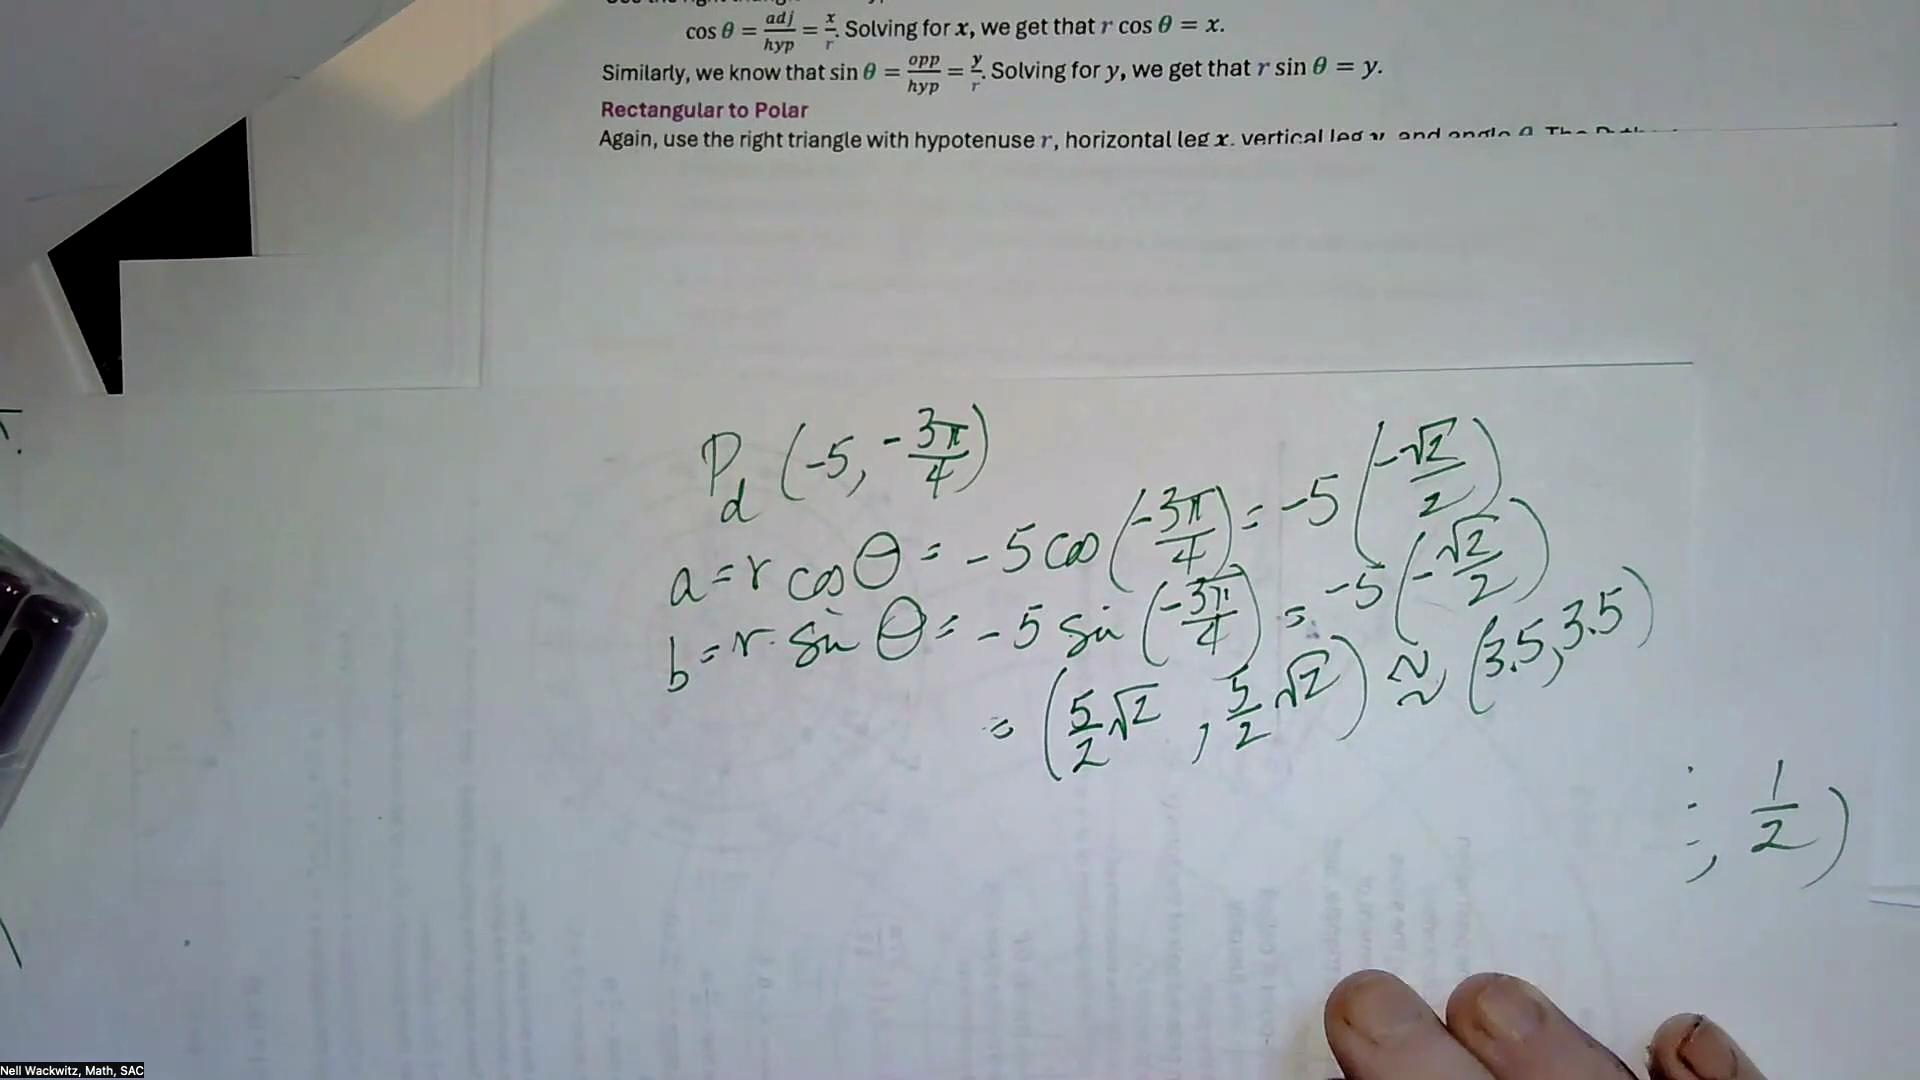 cos θ = adj/hyp = x/r. Solving for x, we get that r cos θ = x.
Similarly, we know that sin θ = opp/hyp = y/r. Solving for y, we get that r sin θ = y.
Rectangular to Polar
Again, use the right triangle with hypotenuse r, horizontal leg x, vertical leg y, and angle θ. The
P_d (-5, -3π/4)
a = r cos θ = -5 cos(-3π/4) = -5(-√2/2)
b = r · sin θ = -5 sin(-3π/4) = -5(-√2/2)
= (5/2 √2, 5/2 √2) ≈ (3.5, 3.5)
, 1/2)
Nell Wackwitz, Math, SAC